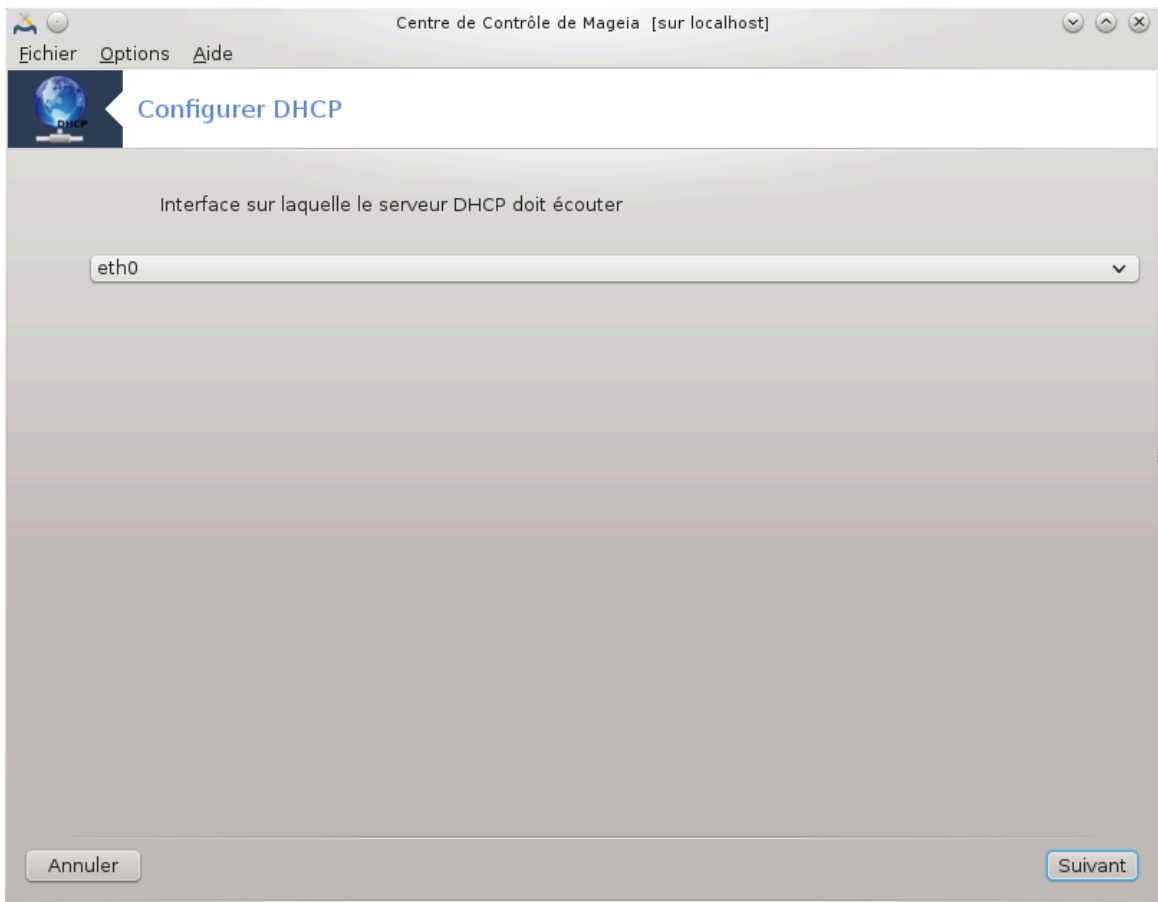 Centre de Contrôle de Mageia [sur localhost]
Fichier Options Aide
DHCP
Configurer DHCP
Interface sur laquelle le serveur DHCP doit écouter
eth0
Annuler
Suivant